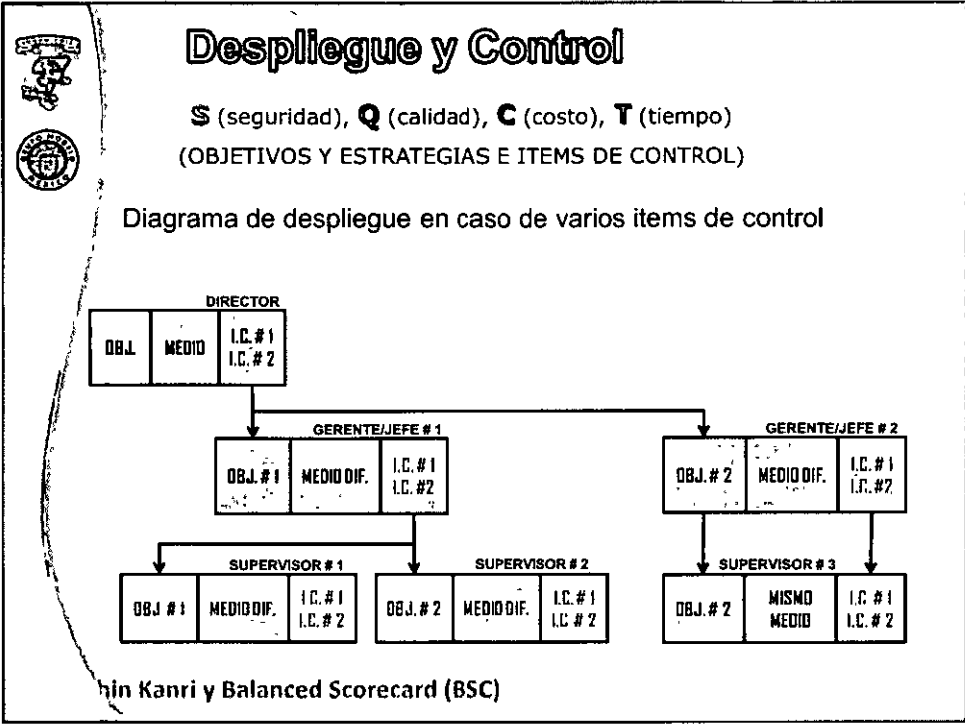 Despliegue y Control
S (seguridad), Q (calidad), C (costo), T (tiempo)
(OBJETIVOS Y ESTRATEGIAS E ITEMS DE CONTROL)
Diagrama de despliegue en caso de varios items de control
DIRECTOR
OBJ. MEDIO I.C. # 1
I.C. # 2
GERENTE/JEFE # 1
OBJ. # 1 MEDIO DIF. I.C. # 1
I.C. #2
GERENTE/JEFE # 2
OBJ. # 2 MEDIO DIF. I.C. # 1
I.C. #2
SUPERVISOR # 1
OBJ. # 1 MEDIO DIF. I.C. # 1
I.C. # 2
SUPERVISOR # 2
OBJ. # 2 MEDIO DIF. I.C. # 1
I.C. # 2
SUPERVISOR # 3
OBJ. # 2 MISMO MEDIO I.C. # 1
I.C. # 2
hin Kanri y Balanced Scorecard (BSC)